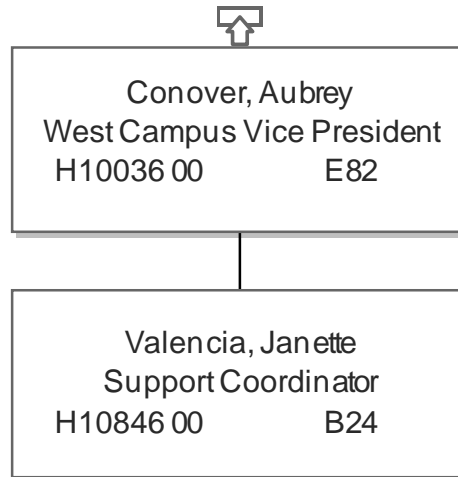 Conover, Aubrey
West Campus Vice President
H10036 00 E82
Valencia, Janette
Support Coordinator
H10846 00 B24